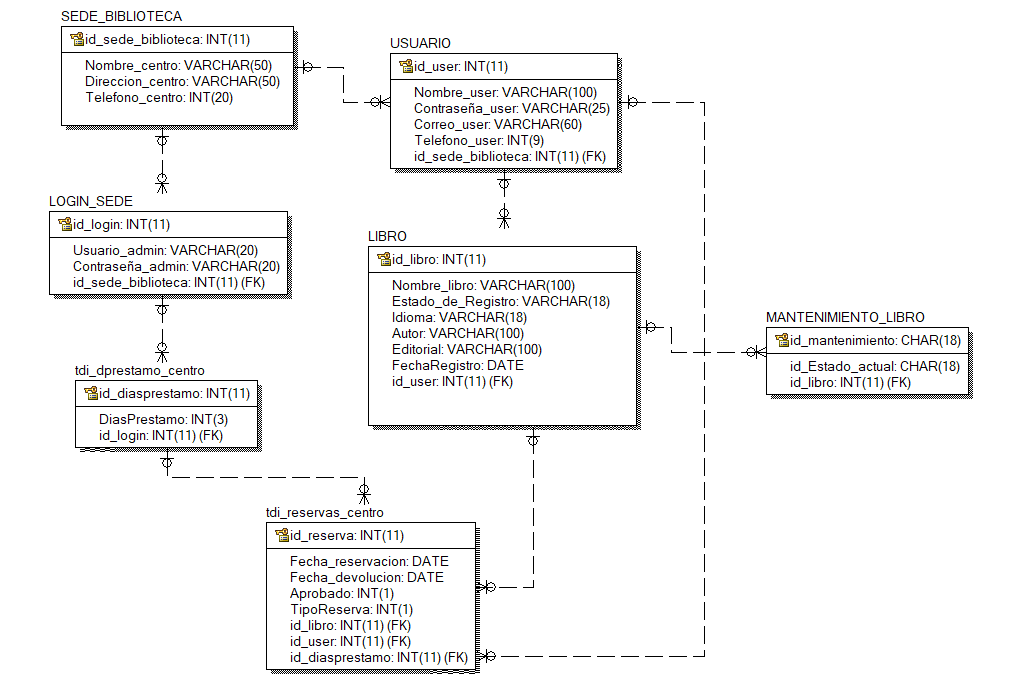 SEDE_BIBLIOTECA
id_sede_biblioteca: INT(11)
Nombre_centro: VARCHAR(50)
Direccion_centro: VARCHAR(50)
Telefono_centro: INT(20)
USUARIO
id_user: INT(11)
Nombre_user: VARCHAR(100)
Contraseña_user: VARCHAR(25)
Correo_user: VARCHAR(60)
Telefono_user: INT(9)
id_sede_biblioteca: INT(11) (FK)
LOGIN_SEDE
id_login: INT(11)
Usuario_admin: VARCHAR(20)
Contraseña_admin: VARCHAR(20)
id_sede_biblioteca: INT(11) (FK)
LIBRO
id_libro: INT(11)
Nombre_libro: VARCHAR(100)
Estado_de_Registro: VARCHAR(18)
Idioma: VARCHAR(18)
Autor: VARCHAR(100)
Editorial: VARCHAR(100)
FechaRegistro: DATE
id_user: INT(11) (FK)
MANTENIMIENTO_LIBRO
id_mantenimiento: CHAR(18)
id_Estado_actual: CHAR(18)
id_libro: INT(11) (FK)
tdi_dprestamo_centro
id_diasprestamo: INT(11)
DiasPrestamo: INT(3)
id_login: INT(11) (FK)
tdi_reservas_centro
id_reserva: INT(11)
Fecha_reservacion: DATE
Fecha_devolucion: DATE
Aprobado: INT(1)
TipoReserva: INT(1)
id_libro: INT(11) (FK)
id_user: INT(11) (FK)
id_diasprestamo: INT(11) (FK)